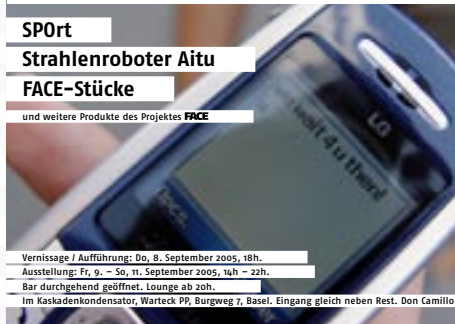 SPOrt
Strahlenroboter Aitu
FACE-Stücke
und weitere Produkte des Projektes FACE
LG
wait 4 u then!
Vernissage / Aufführung: Do, 8. September 2005, 18h.
Ausstellung: Fr, 9. – So, 11. September 2005, 14h – 22h.
Bar durchgehend geöffnet. Lounge ab 20h.
Im Kaskadenkondensator, Warteck PP, Burgweg 7, Basel. Eingang gleich neben Rest. Don Camillo